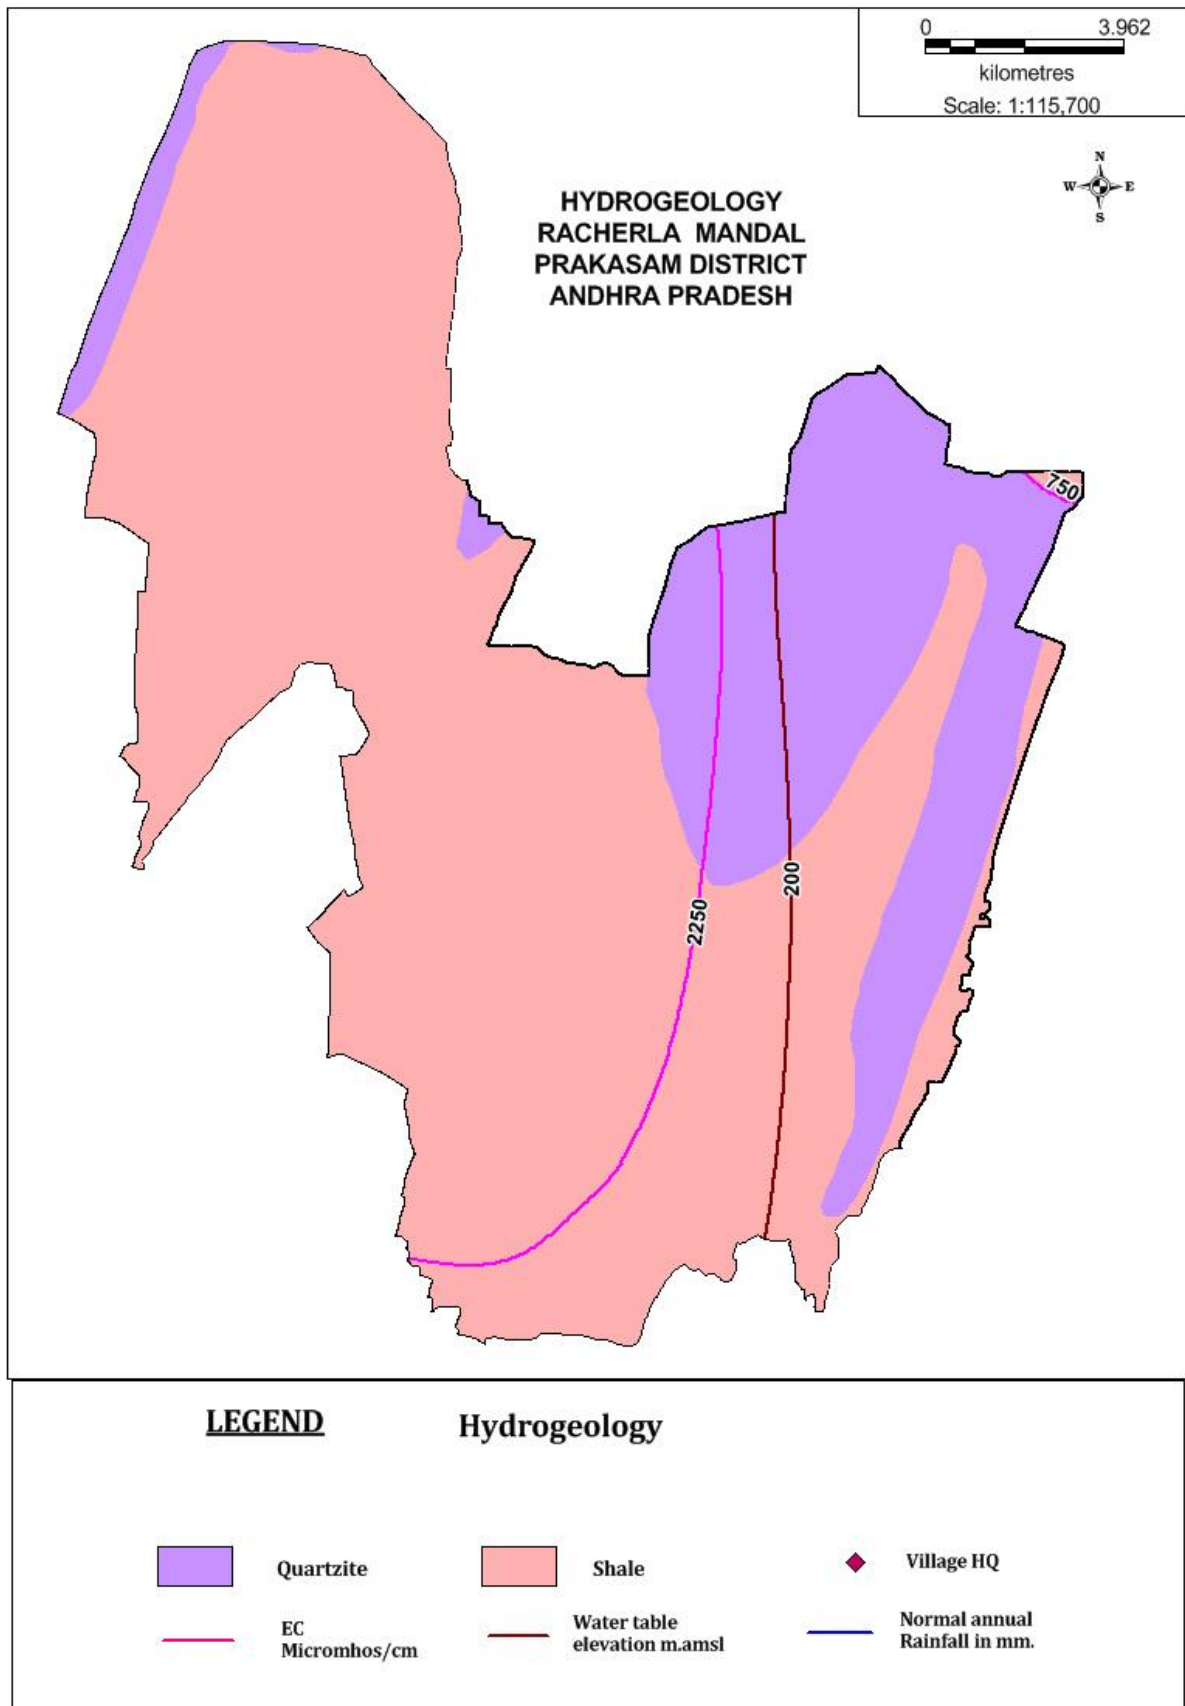 0 3.962
kilometres
Scale: 1:115,700
N
W E
S
HYDROGEOLOGY
RACHERLA MANDAL
PRAKASAM DISTRICT
ANDHRA PRADESH
750
200
2250
LEGEND Hydrogeology
Quartzite Shale Village HQ
EC
Micromhos/cm
Water table
elevation m.amsl
Normal annual
Rainfall in mm.